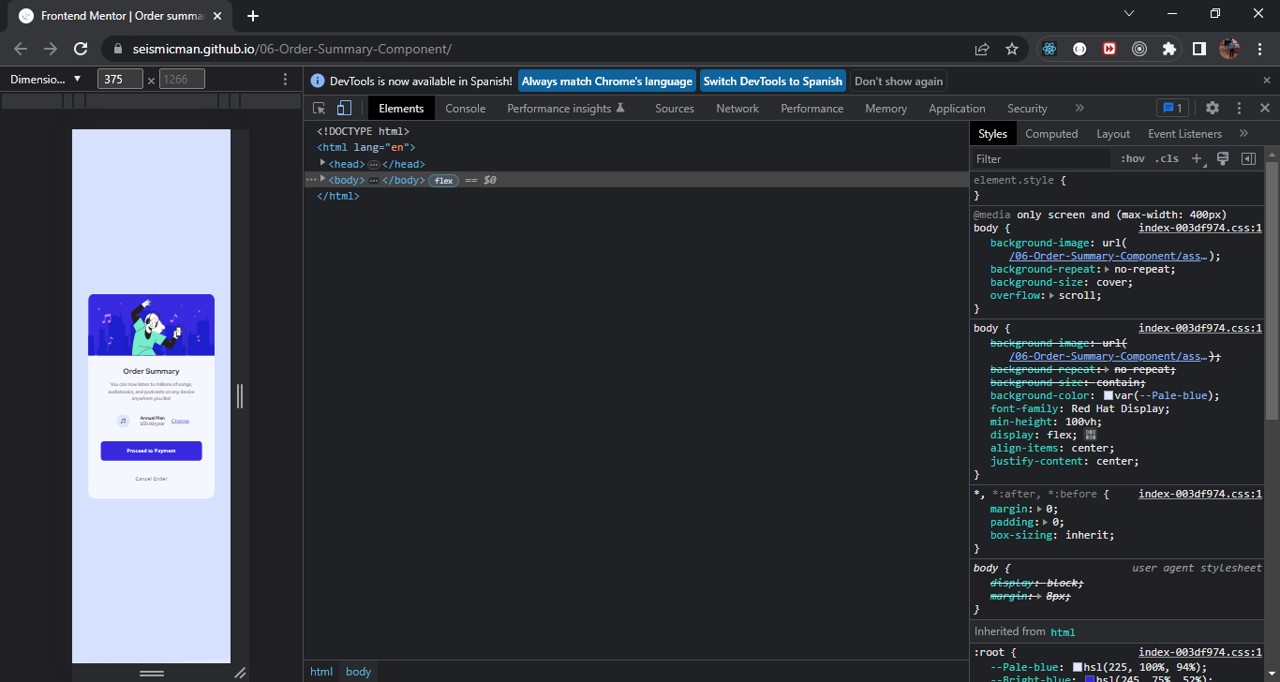 Frontend Mentor | Order summa
seismicman.github.io/06-Order-Summary-Component/
Dimensio... ▼ 375 × 1266
DevTools is now available in Spanish! Always match Chrome's language Switch DevTools to Spanish Don't show again
Elements Console Performance insights Sources Network Performance Memory Application Security » 1
<!DOCTYPE html>
<html lang="en">
<head> ⋯ </head>
⋯ <body> ⋯ </body> flex == $0
</html>
Order Summary
You can now listen to millions of songs,
audiobooks, and podcasts on any device
anywhere you like!
Annual Plan
Change
Proceed to Payment
Cancel Order
Styles Computed Layout Event Listeners »
Filter :hov .cls +
element.style {
}
@media only screen and (max-width: 400px)
body { index-003df974.css:1
background-image: url(
/06-Order-Summary-Component/ass…);
background-repeat: no-repeat;
background-size: cover;
overflow: scroll;
}
body { index-003df974.css:1
background-image: url(
/06-Order-Summary-Component/ass…);
background-repeat: no-repeat;
background-size: contain;
background-color: var(--Pale-blue);
font-family: Red Hat Display;
min-height: 100vh;
display: flex;
align-items: center;
justify-content: center;
}
*, *:after, *:before { index-003df974.css:1
margin: 0;
padding: 0;
box-sizing: inherit;
}
body { user agent stylesheet
display: block;
margin: 8px;
}
Inherited from html
:root { index-003df974.css:1
--Pale-blue: hsl(225, 100%, 94%);
--Bright-blue: hsl(245, 75%, 52%);
html body